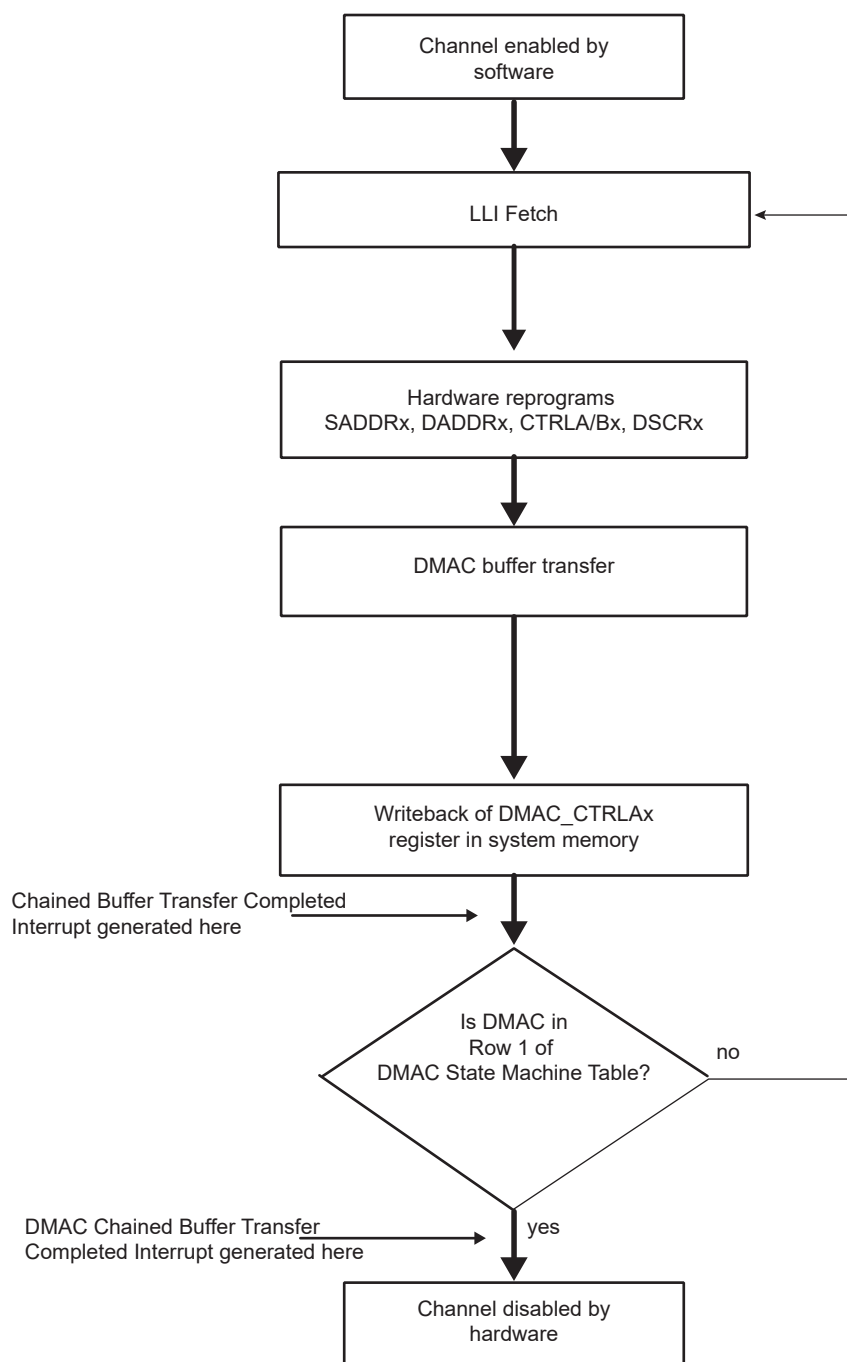 Channel enabled by
software
LLI Fetch
Hardware reprograms
SADDRx, DADDRx, CTRLA/Bx, DSCRx
DMAC buffer transfer
Writeback of DMAC_CTRLAx
register in system memory
Chained Buffer Transfer Completed
Interrupt generated here
Is DMAC in
Row 1 of
DMAC State Machine Table?
no
DMAC Chained Buffer Transfer
Completed Interrupt generated here
yes
Channel disabled by
hardware